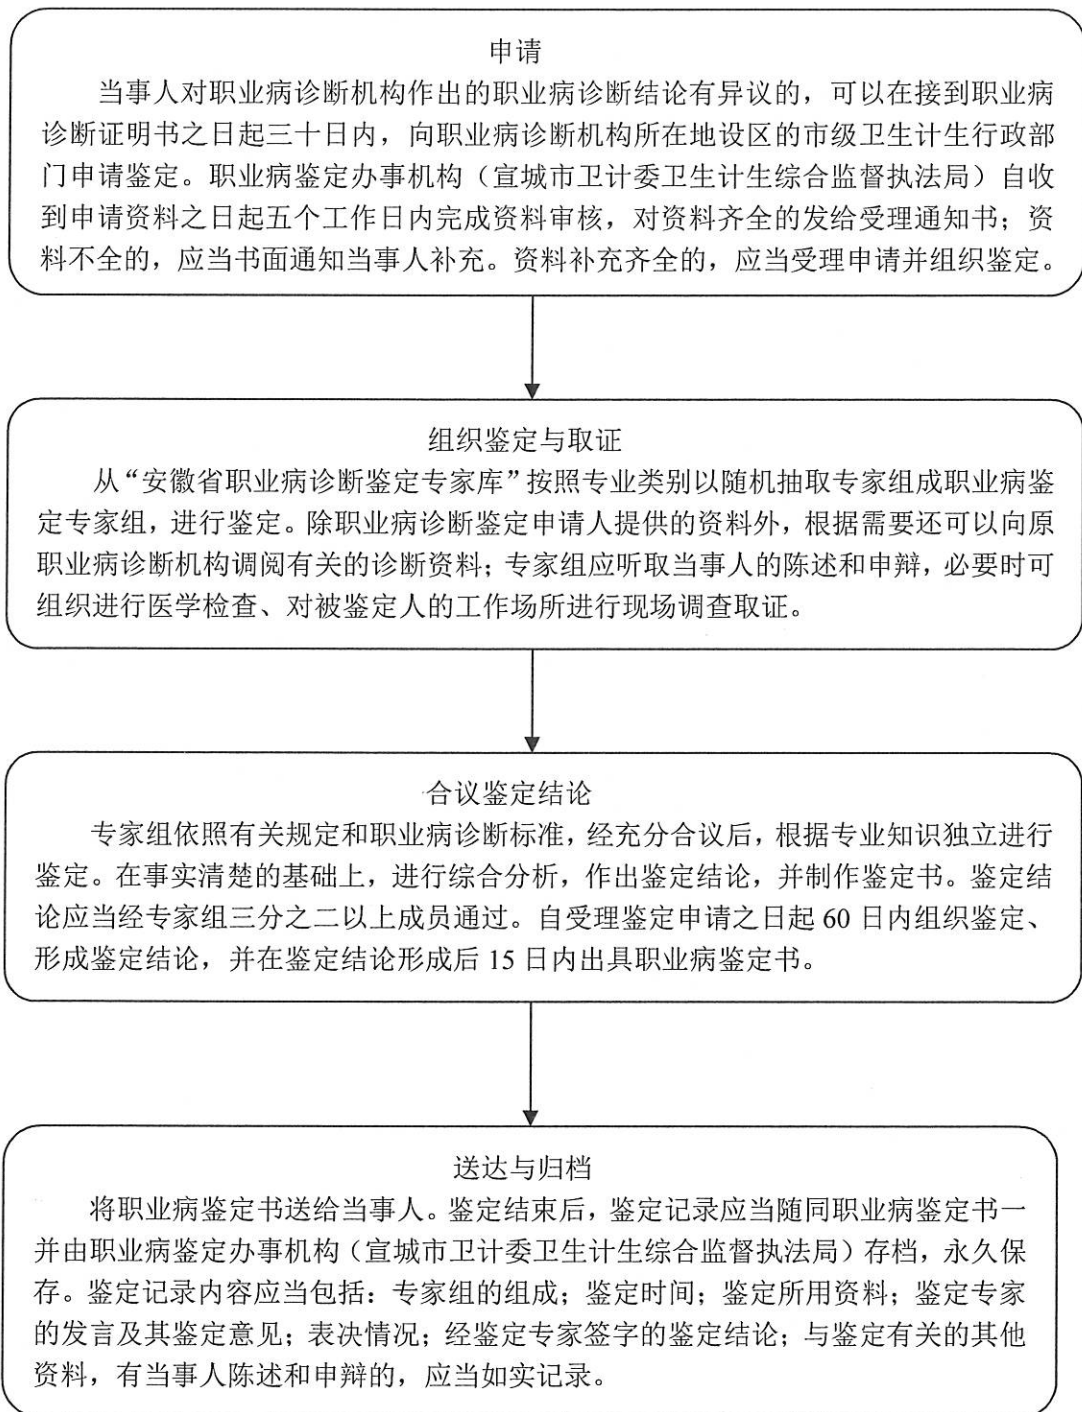 申请
当事人对职业病诊断机构作出的职业病诊断结论有异议的，可以在接到职业病
诊断证明书之日起三十日内，向职业病诊断机构所在地设区的市级卫生计生行政部
门申请鉴定。职业病鉴定办事机构（宣城市卫计委卫生计生综合监督执法局）自收
到申请资料之日起五个工作日内完成资料审核，对资料齐全的发给受理通知书；资
料不全的，应当书面通知当事人补充。资料补充齐全的，应当受理申请并组织鉴定。
组织鉴定与取证
从“安徽省职业病诊断鉴定专家库”按照专业类别以随机抽取专家组成职业病鉴
定专家组，进行鉴定。除职业病诊断鉴定申请人提供的资料外，根据需要还可以向原
职业病诊断机构调阅有关的诊断资料；专家组应听取当事人的陈述和申辩，必要时可
组织进行医学检查、对被鉴定人的工作场所进行现场调查取证。
合议鉴定结论
专家组依照有关规定和职业病诊断标准，经充分合议后，根据专业知识独立进行
鉴定。在事实清楚的基础上，进行综合分析，作出鉴定结论，并制作鉴定书。鉴定结
论应当经专家组三分之二以上成员通过。自受理鉴定申请之日起 60 日内组织鉴定、
形成鉴定结论，并在鉴定结论形成后 15 日内出具职业病鉴定书。
送达与归档
将职业病鉴定书送给当事人。鉴定结束后，鉴定记录应当随同职业病鉴定书一
并由职业病鉴定办事机构（宣城市卫计委卫生计生综合监督执法局）存档，永久保
存。鉴定记录内容应当包括：专家组的组成；鉴定时间；鉴定所用资料；鉴定专家
的发言及其鉴定意见；表决情况；经鉴定专家签字的鉴定结论；与鉴定有关的其他
资料，有当事人陈述和申辩的，应当如实记录。